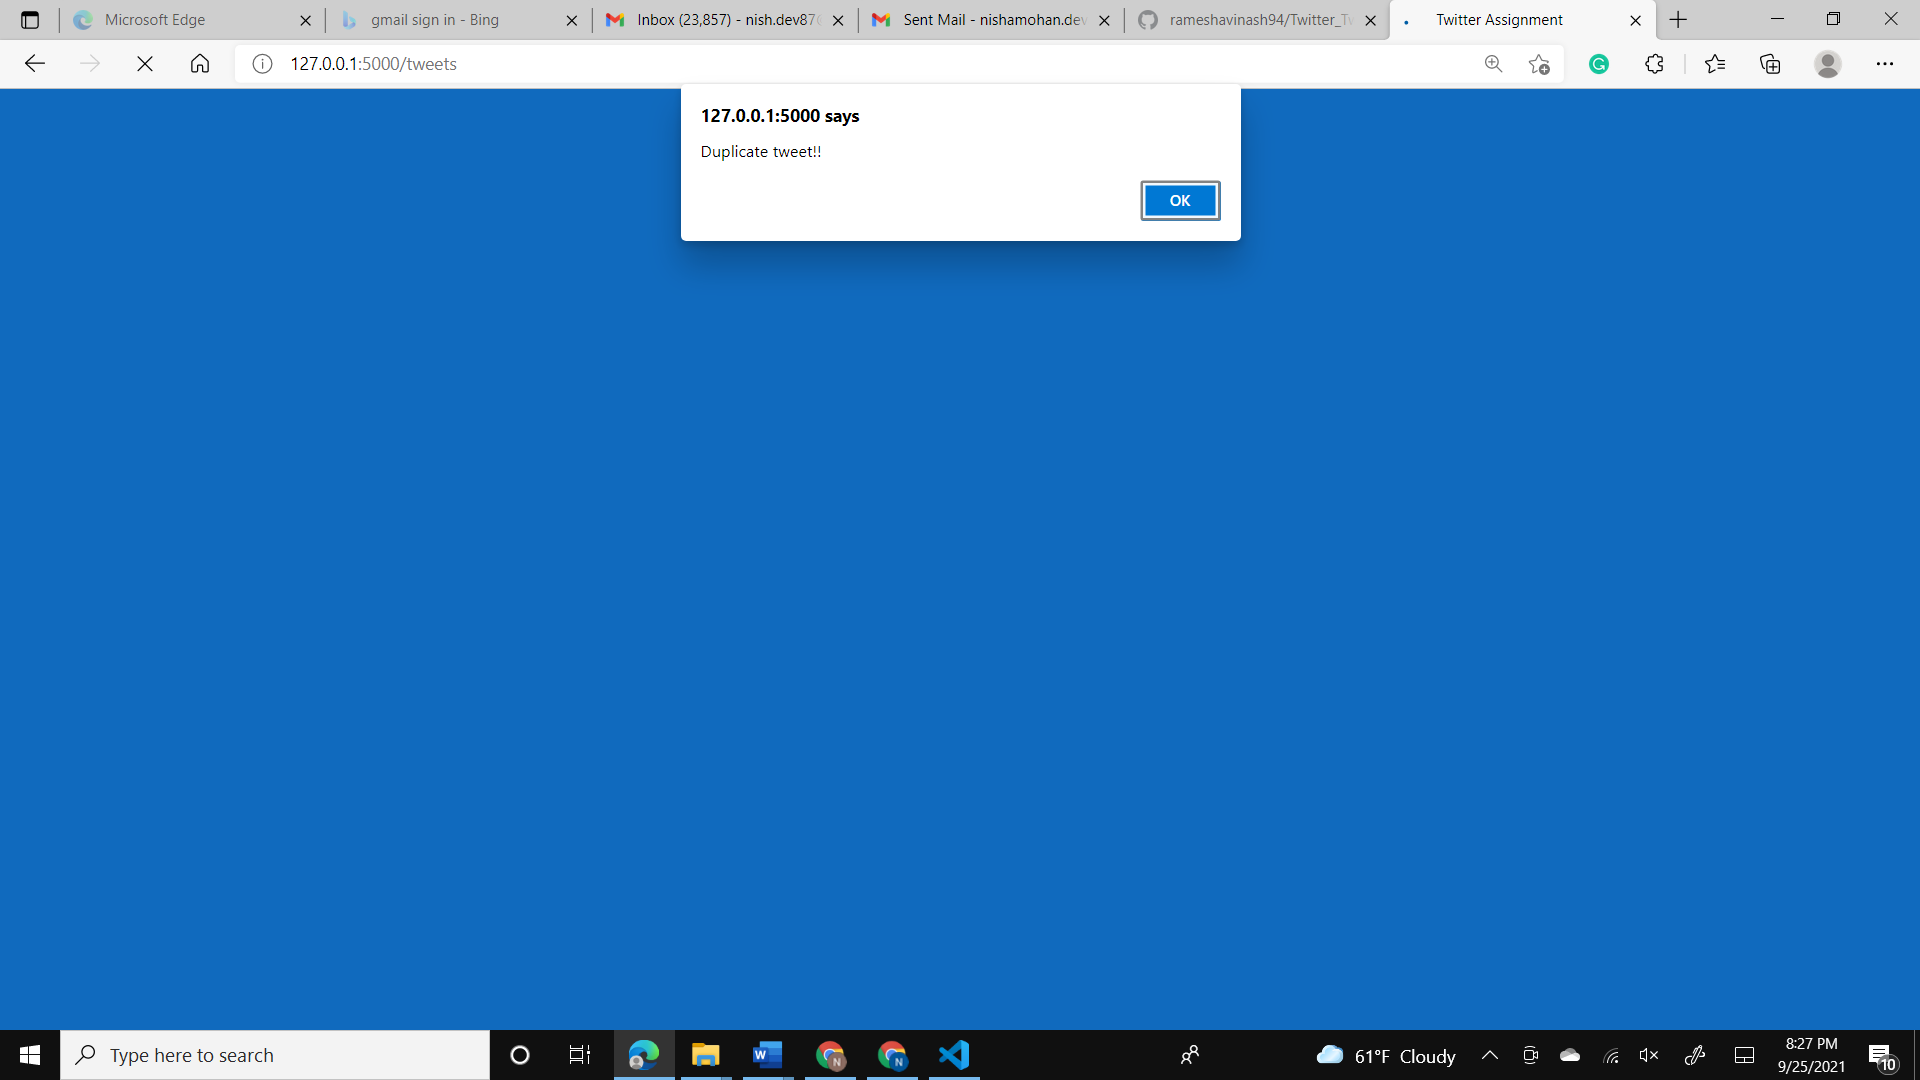 Microsoft Edge
gmail sign in - Bing
Inbox (23,857) - nish.dev87
Sent Mail - nishamohan.dev
rameshavinash94/Twitter_Tw
Twitter Assignment
127.0.0.1:5000/tweets
127.0.0.1:5000 says
Duplicate tweet!!
OK
Type here to search
N
N
61°F Cloudy
8:27 PM
9/25/2021
10